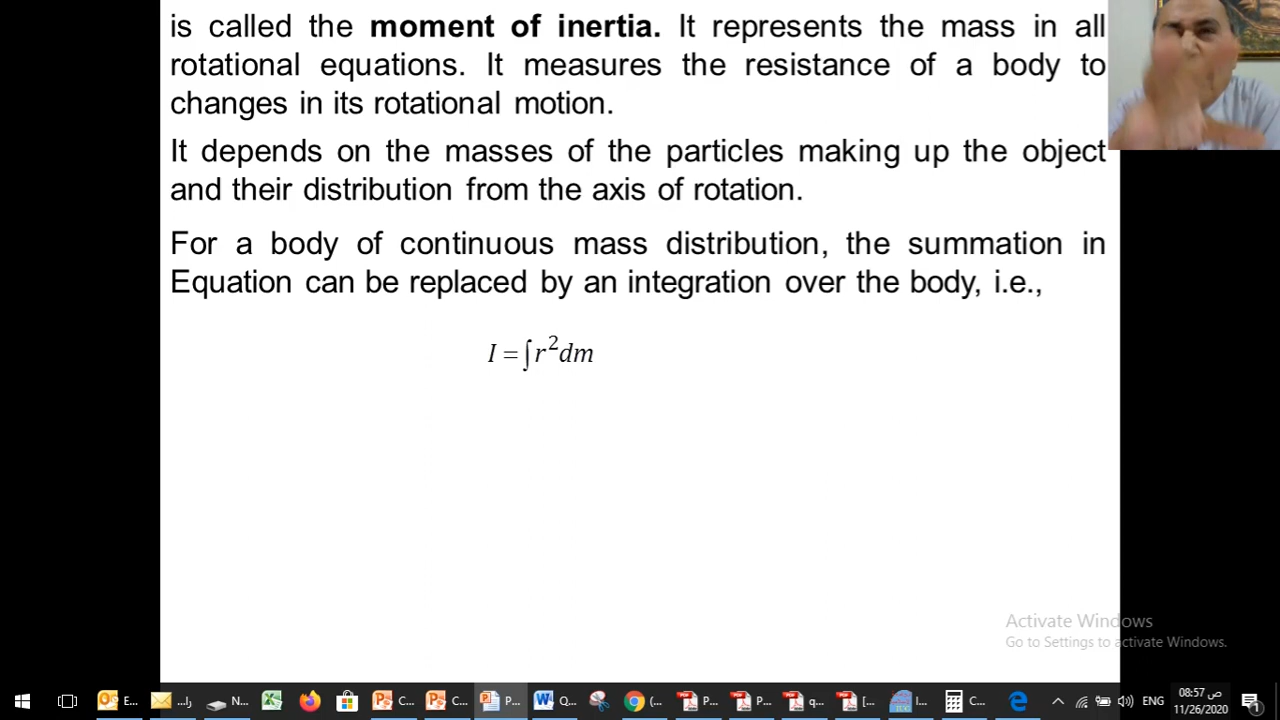 is called the moment of inertia. It represents the mass in all
rotational equations. It measures the resistance of a body to
changes in its rotational motion.
It depends on the masses of the particles making up the object
and their distribution from the axis of rotation.
For a body of continuous mass distribution, the summation in
Equation can be replaced by an integration over the body, i.e.,
I = ∫r²dm
Activate Windows
Go to Settings to activate Windows.
E... را... N... C... C... P... Q... (... P... P... q... [... I... C... ENG 08:57 ص
11/26/2020